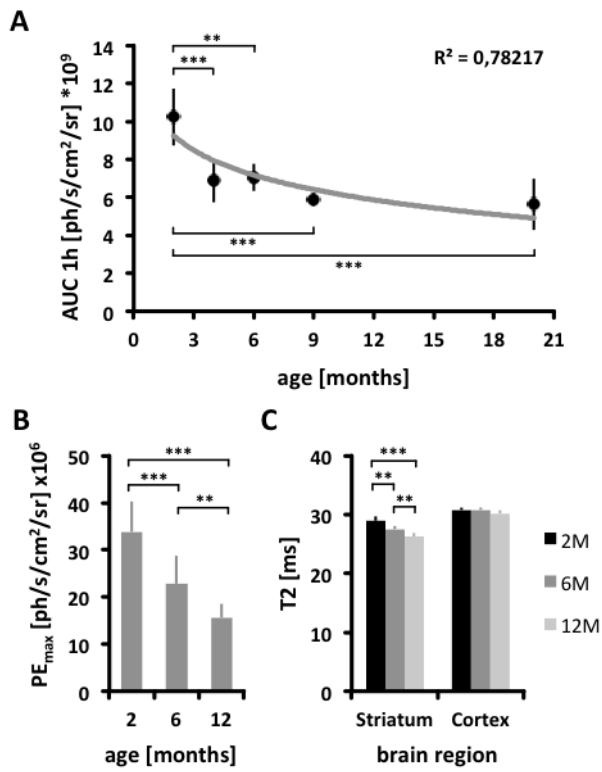 A
AUC 1h [ph/s/cm²/sr] *10⁹
14
12
10
8
6
4
2
0
**
***
R² = 0,78217
***
***
0 3 6 9 12 15 18 21
age [months]
B
PEmax [ph/s/cm²/sr] x10⁶
50
40
30
20
10
0
***
***
**
2 6 12
age [months]
C
T2 [ms]
40
30
20
10
0
***
**
**
Striatum Cortex
brain region
2M
6M
12M